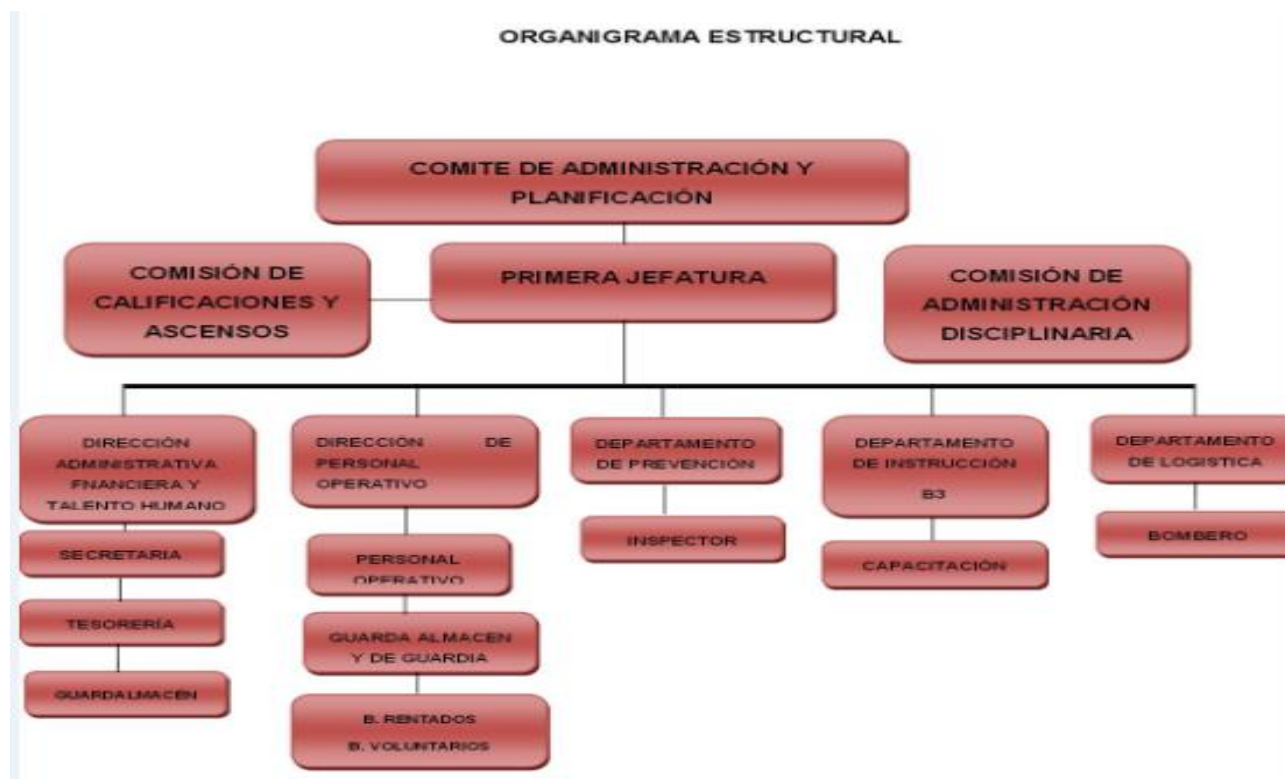 ORGANIGRAMA ESTRUCTURAL
COMITE DE ADMINISTRACIÓN Y
PLANIFICACIÓN
COMISIÓN DE
CALIFICACIONES Y
ASCENSOS
PRIMERA JEFATURA
COMISIÓN DE
ADMINISTRACIÓN
DISCIPLINARIA
DIRECCIÓN
ADMINISTRATIVA
FNANCIERA Y
TALENTO HUMANO
DIRECCIÓN DE
PERSONAL
OPERATIVO
DEPARTAMENTO
DE PREVENCIÓN
DEPARTAMENTO
DE INSTRUCCIÓN
B3
DEPARTAMENTO
DE LOGISTICA
SECRETARIA
PERSONAL
OPERATIVO
INSPECTOR
CAPACITACIÓN
BOMBERO
TESORERÍA
GUARDA ALMACEN
Y DE GUARDIA
GUARDALMACÉN
B. RENTADOS
B. VOLUNTARIOS